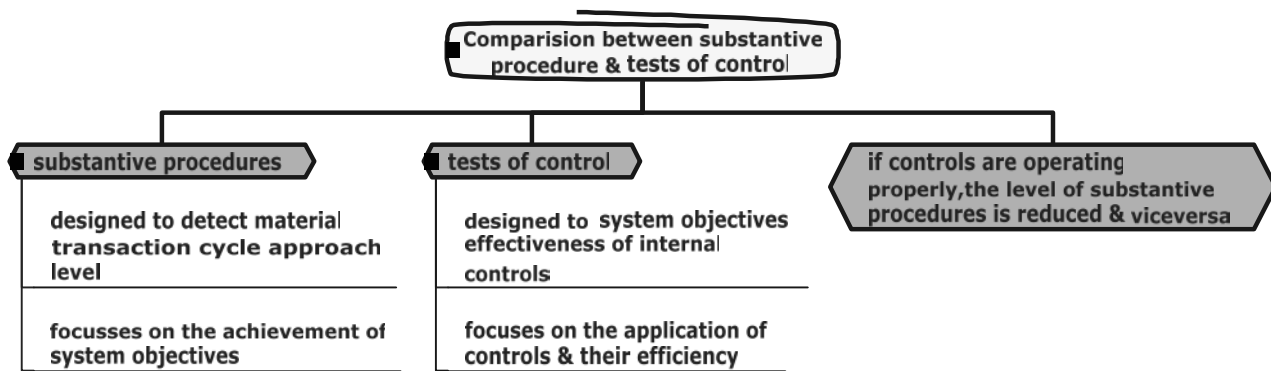 Comparision between substantive
procedure & tests of control
substantive procedures
designed to detect material
transaction cycle approach
level
focusses on the achievement of
system objectives
tests of control
designed to system objectives
effectiveness of internal
controls
focuses on the application of
controls & their efficiency
if controls are operating
properly,the level of substantive
procedures is reduced & viceversa